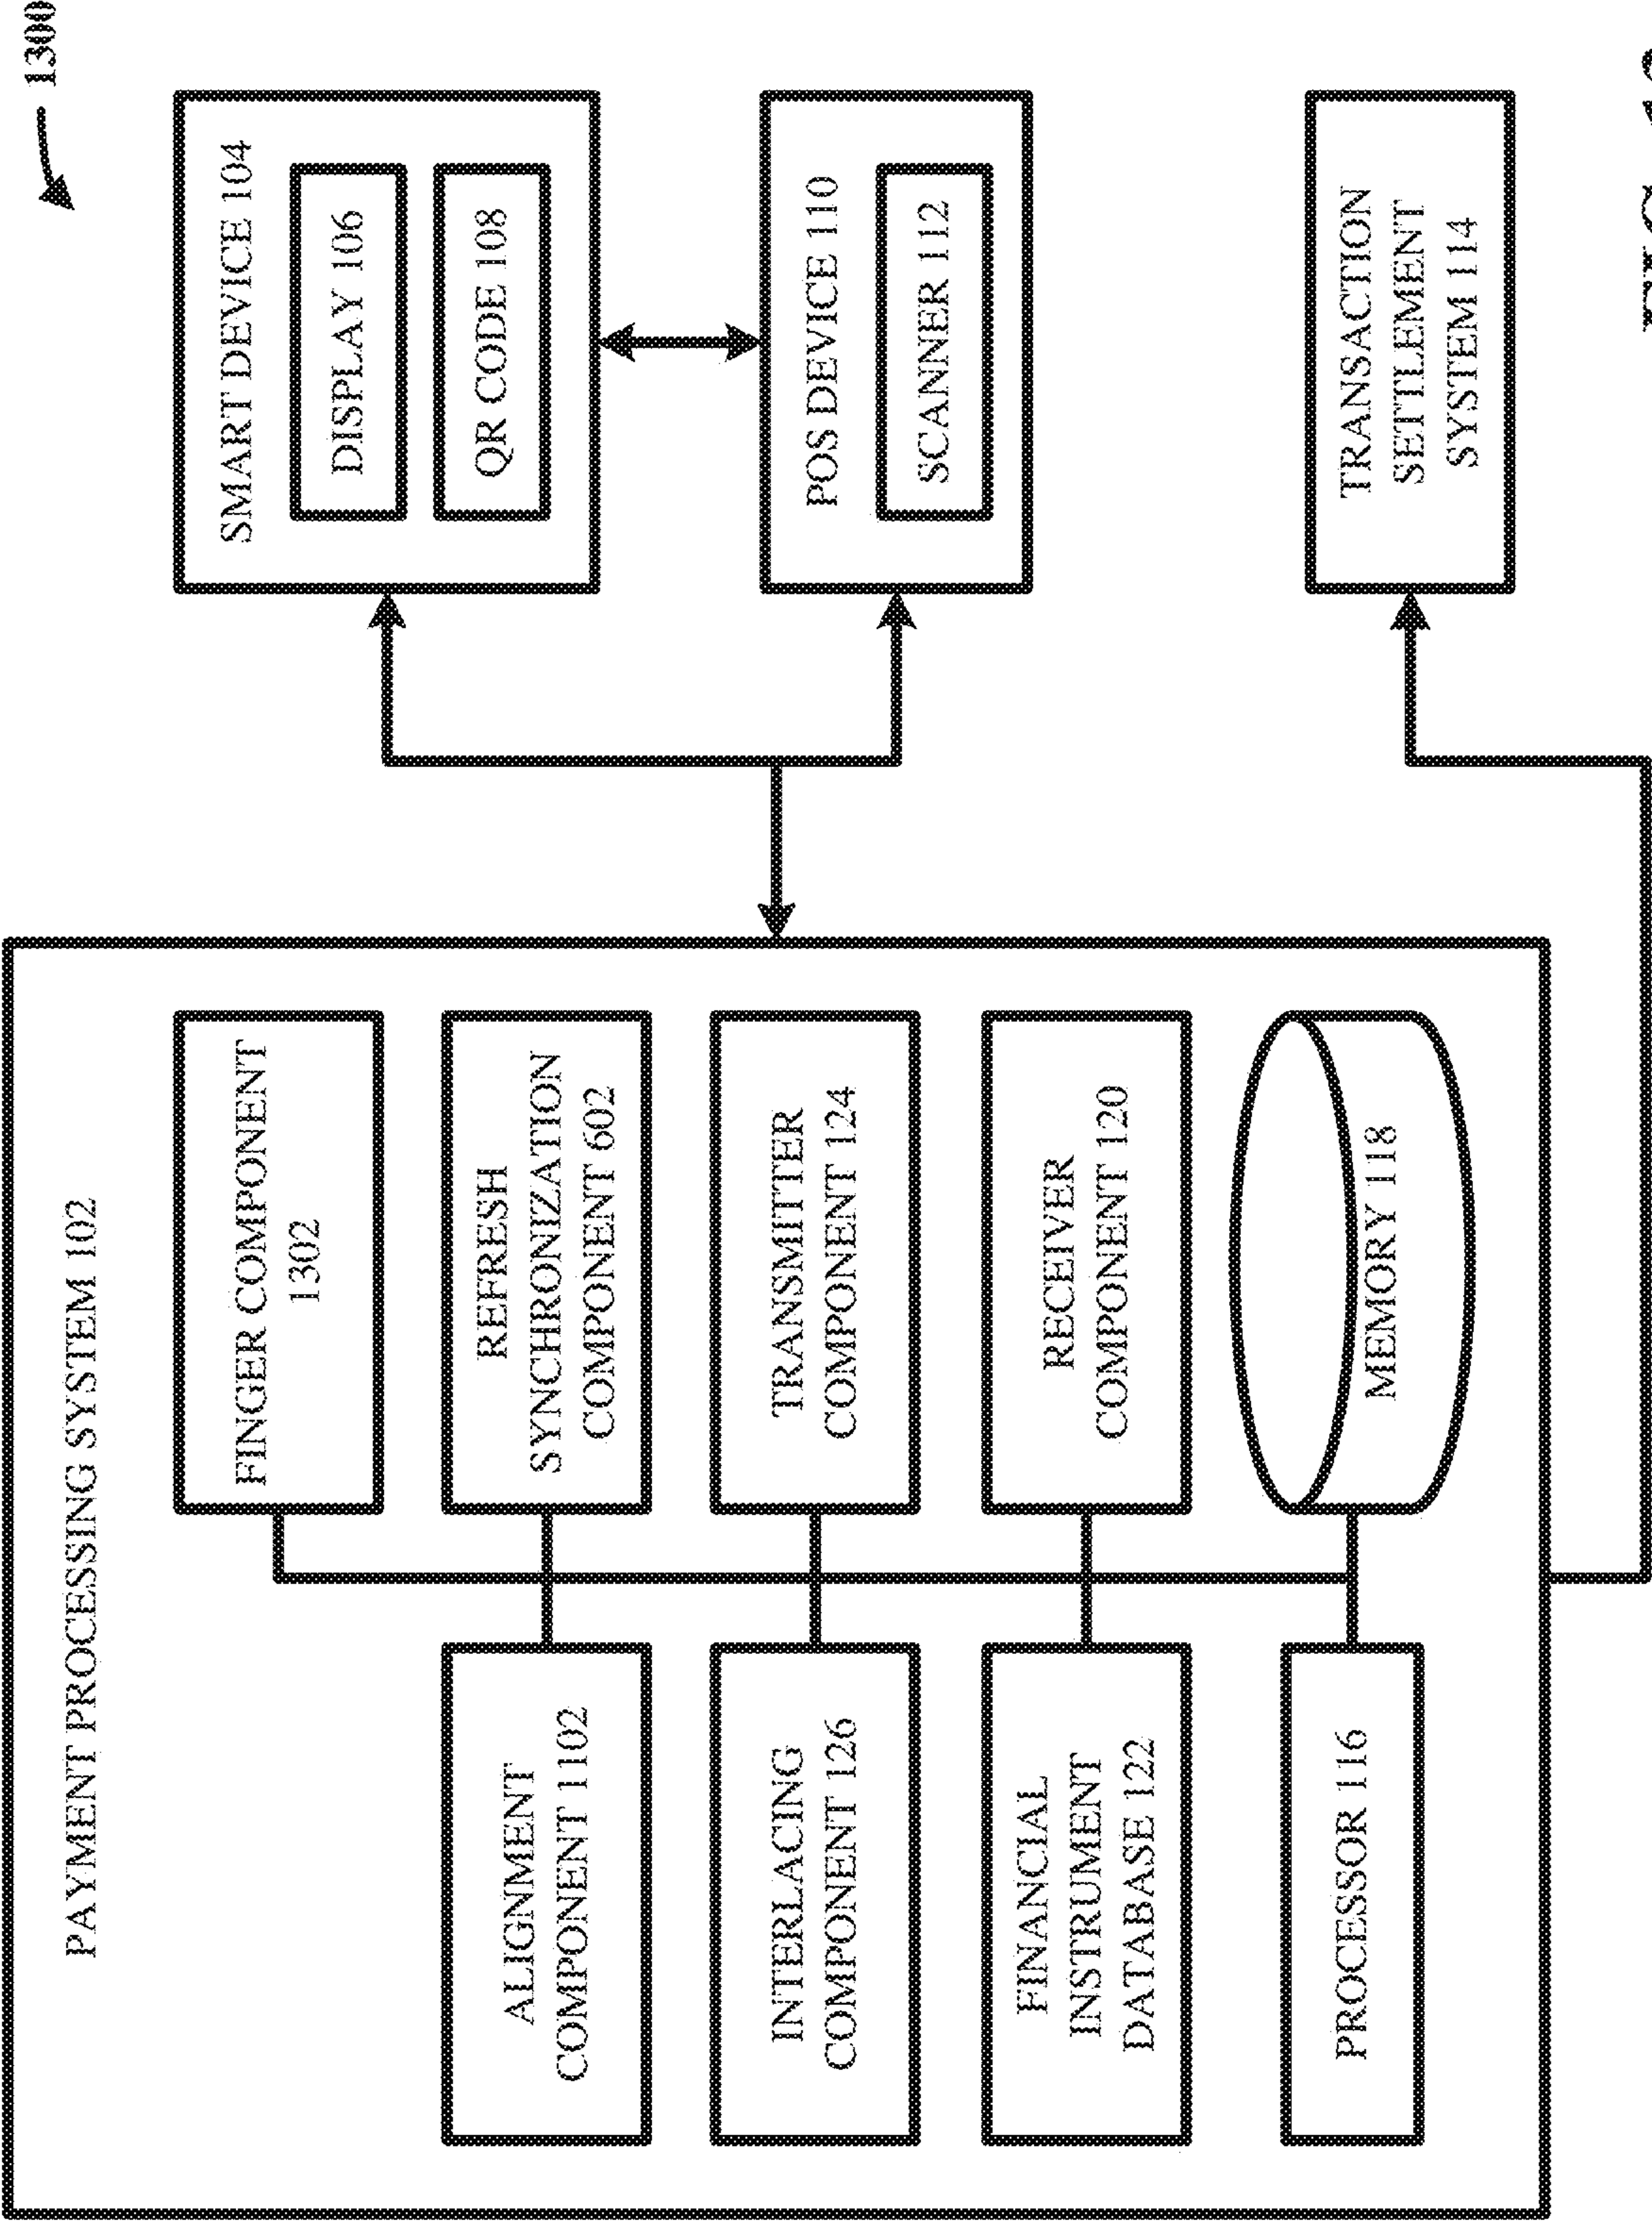 1300
PAYMENT PROCESSING SYSTEM 102
FINGER COMPONENT
1302
ALIGNMENT
COMPONENT 1102
REFRESH
SYNCHRONIZATION
COMPONENT 602
INTERLACING
COMPONENT 126
TRANSMITTER
COMPONENT 124
FINANCIAL
INSTRUMENT
DATABASE 122
RECEIVER
COMPONENT 120
PROCESSOR 116
MEMORY 118
SMART DEVICE 104
DISPLAY 106
QR CODE 108
POS DEVICE 110
SCANNER 112
TRANSACTION
SETTLEMENT
SYSTEM 114